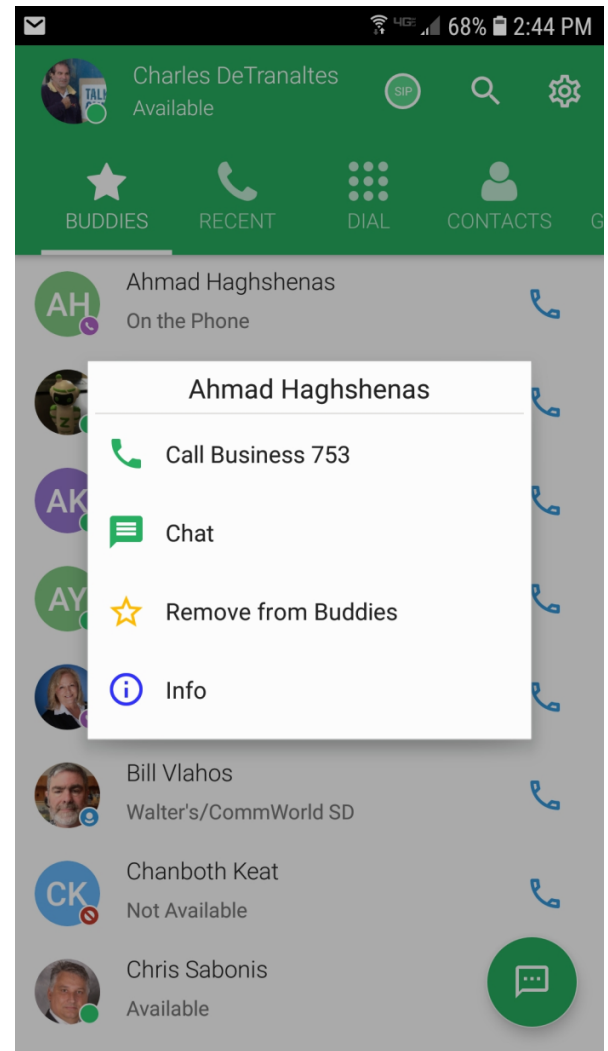 4GE 68% 2:44 PM
Charles DeTranaltes
Available
TALK
SIP
BUDDIES RECENT DIAL CONTACTS G
AH
Ahmad Haghshenas
On the Phone
Z
Ahmad Haghshenas
Call Business 753
AK
Chat
AY
Remove from Buddies
Info
Bill Vlahos
Walter's/CommWorld SD
CK
Chanboth Keat
Not Available
Chris Sabonis
Available